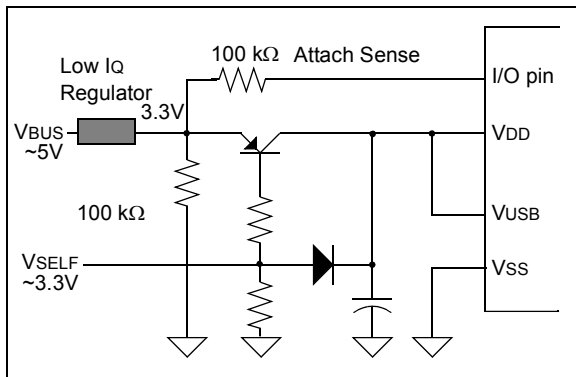 100 kΩ Attach Sense
I/O pin
Low IQ
Regulator
3.3V
VBUS
~5V
VDD
100 kΩ
VUSB
VSELF
~3.3V
VSS